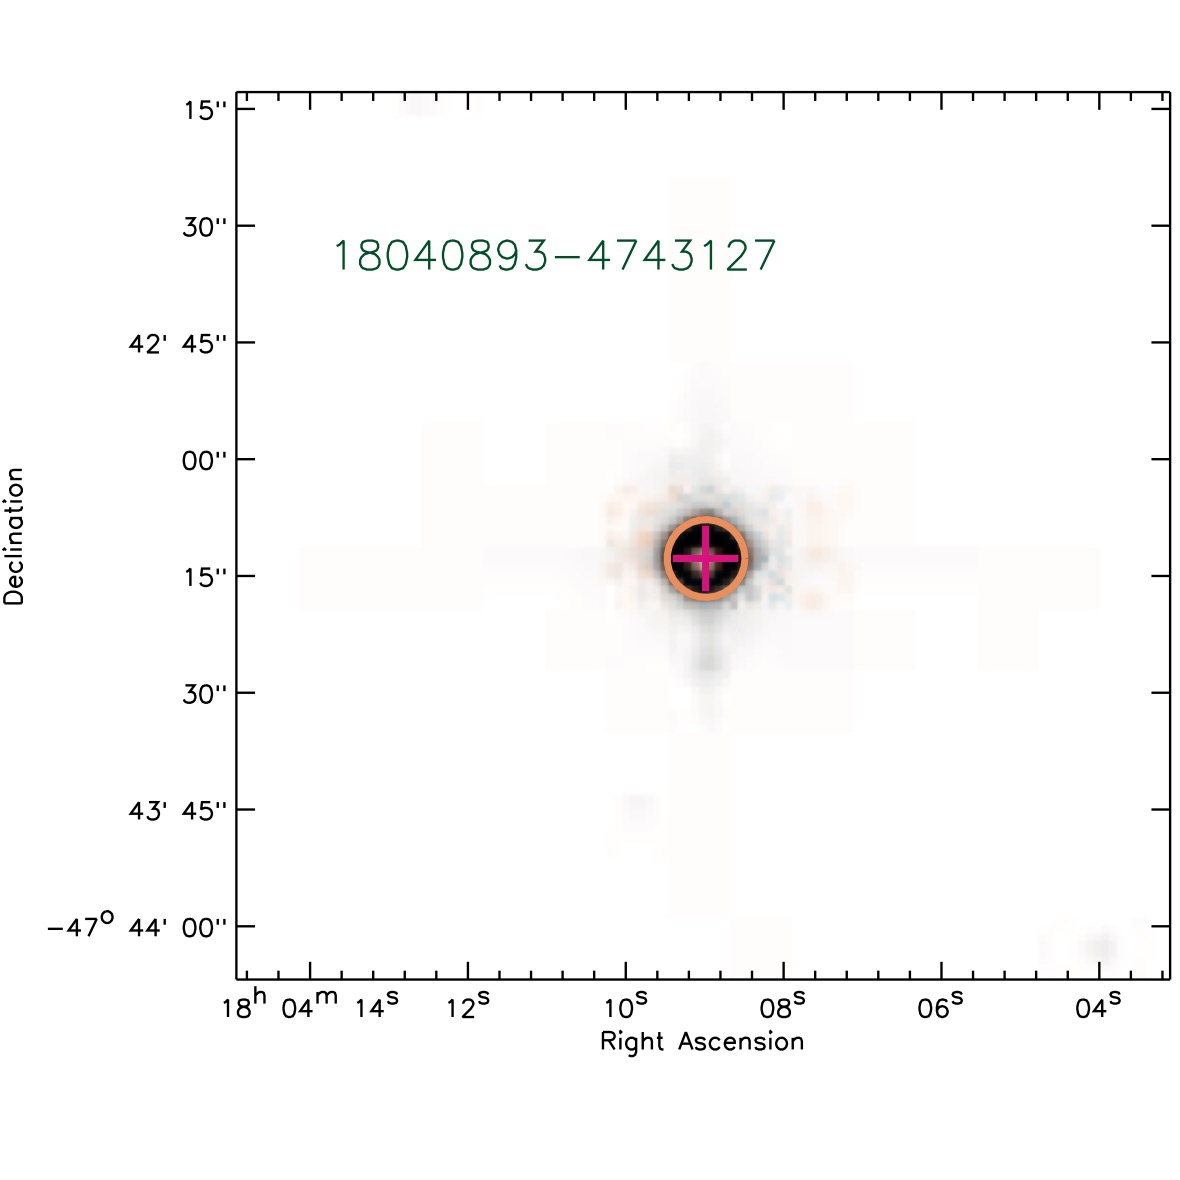 15''
30''
18040893−4743127
42' 45''
00''
15''
30''
43' 45''
−47° 44' 00''
18ʰ 04ᵐ 14ˢ 12ˢ 10ˢ 08ˢ 06ˢ 04ˢ
Right Ascension
Declination